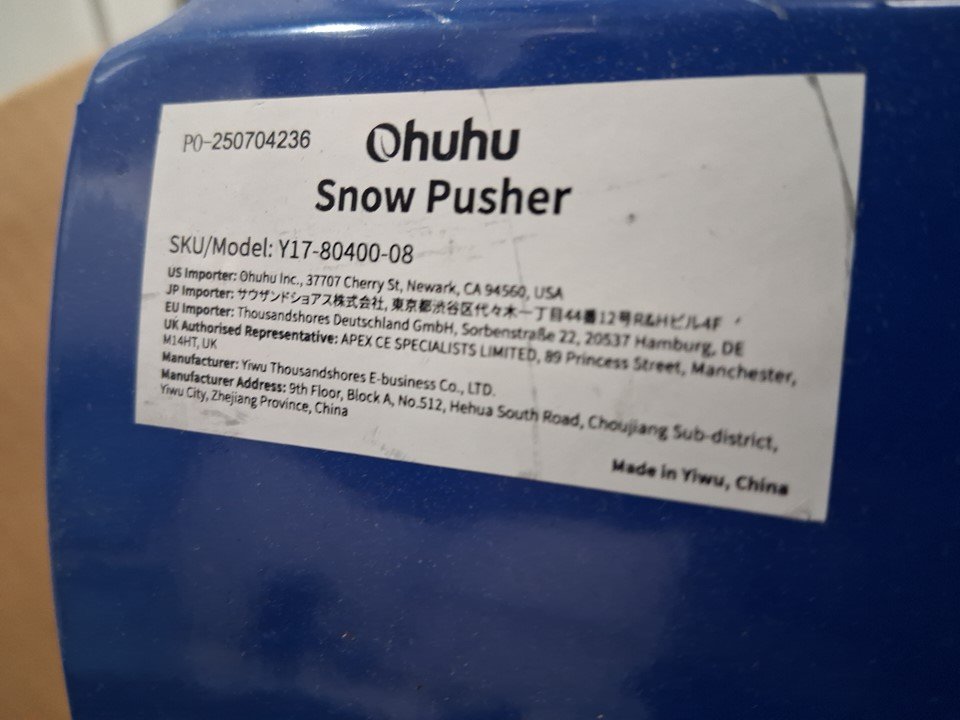 PO-250704236
Ohuhu
Snow Pusher
SKU/Model: Y17-80400-08
US Importer: Ohuhu Inc., 37707 Cherry St, Newark, CA 94560, USA
JP Importer: サウザンドショアス株式会社, 東京都渋谷区代々木一丁目44番12号R&Hビル4F
EU Importer: Thousandshores Deutschland GmbH, Sorbenstraße 22, 20537 Hamburg, DE
UK Authorised Representative: APEX CE SPECIALISTS LIMITED, 89 Princess Street, Manchester,
M14HT, UK
Manufacturer: Yiwu Thousandshores E-business Co., LTD.
Manufacturer Address: 9th Floor, Block A, No.512, Hehua South Road, Choujiang Sub-district,
Yiwu City, Zhejiang Province, China
Made in Yiwu, China